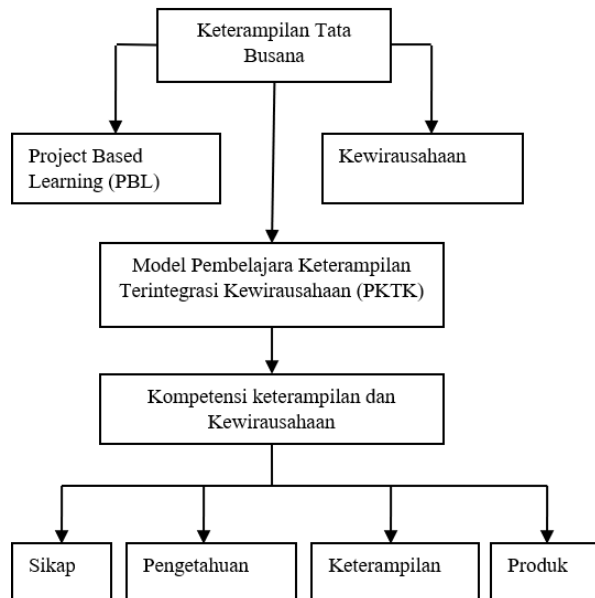 Keterampilan Tata
Busana
Project Based
Learning (PBL)
Kewirausahaan
Model Pembelajara Keterampilan
Terintegrasi Kewirausahaan (PKTK)
Kompetensi keterampilan dan
Kewirausahaan
Sikap
Pengetahuan
Keterampilan
Produk